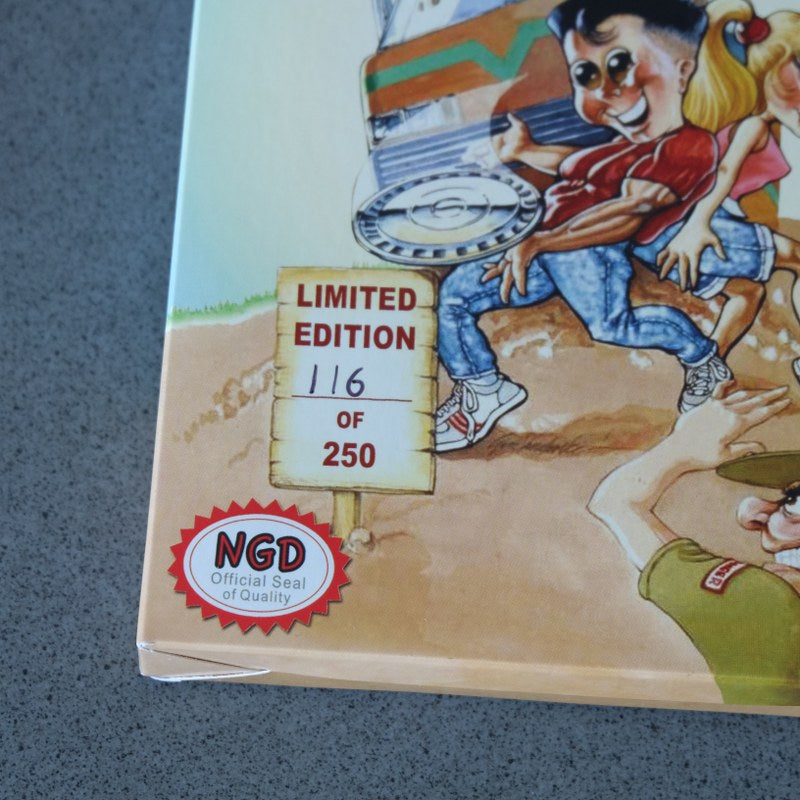 LIMITED
EDITION
116
OF
250
NGD
Official Seal
of Quality